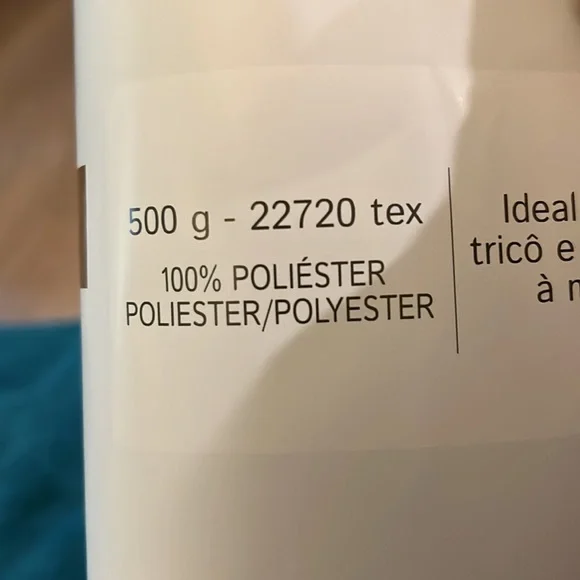 500 g - 22720 tex
100% POLIÉSTER
POLIESTER/POLYESTER
Ideal
tricô e
à